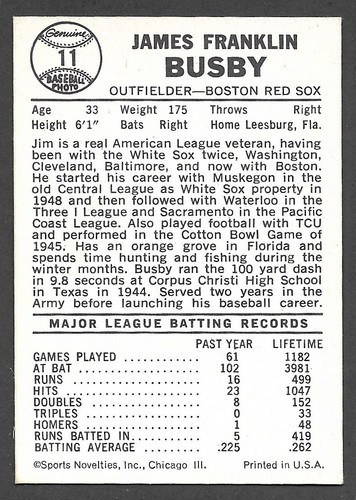 Genuine
11
BASEBALL
PHOTO
JAMES FRANKLIN
BUSBY
OUTFIELDER—BOSTON RED SOX
Age 33 Weight 175 Throws Right
Height 6'1" Bats Right Home Leesburg, Fla.
Jim is a real American League veteran, having
been with the White Sox twice, Washington,
Cleveland, Baltimore, and now with Boston.
He started his career with Muskegon in the
old Central League as White Sox property in
1948 and then followed with Waterloo in the
Three I League and Sacramento in the Pacific
Coast League. Also played football with TCU
and performed in the Cotton Bowl Game of
1945. Has an orange grove in Florida and
spends time hunting and fishing during the
winter months. Busby ran the 100 yard dash
in 9.8 seconds at Corpus Christi High School
in Texas in 1944. Served two years in the
Army before launching his baseball career.
MAJOR LEAGUE BATTING RECORDS
PAST YEAR LIFETIME
GAMES PLAYED ............ 61 1182
AT BAT .................. 102 3981
RUNS .................... 16 499
HITS .................... 23 1047
DOUBLES ................. 8 152
TRIPLES ................. 0 33
HOMERS .................. 1 48
RUNS BATTED IN........... 5 419
BATTING AVERAGE ......... .225 .262
©Sports Novelties, Inc., Chicago Ill. Printed in U.S.A.